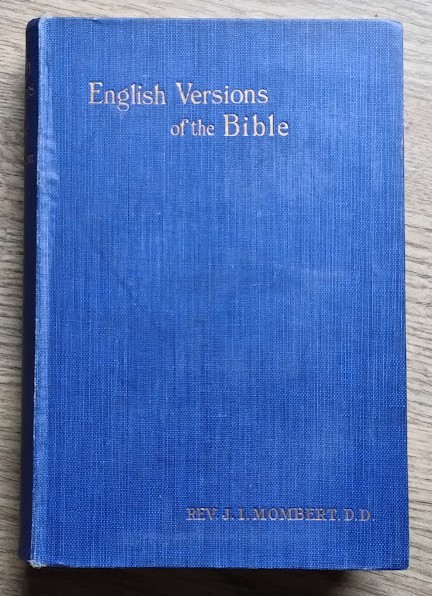 English Versions
of the Bible
REV. J. I. MOMBERT. D.D.